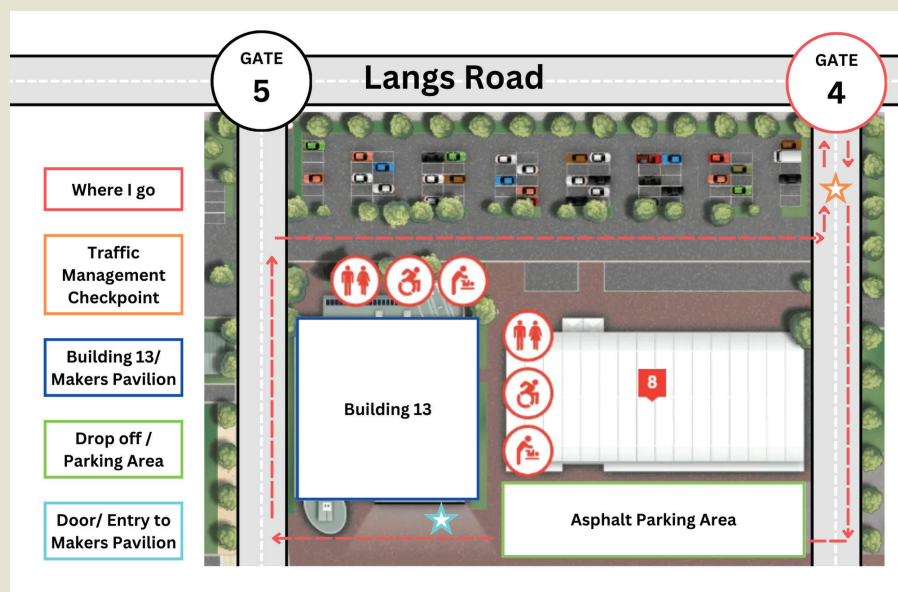 GATE
5
Langs Road
GATE
4
Where I go
Traffic
Management
Checkpoint
Building 13/
Makers Pavilion
Drop off /
Parking Area
Door/ Entry to
Makers Pavilion
Building 13
8
Asphalt Parking Area